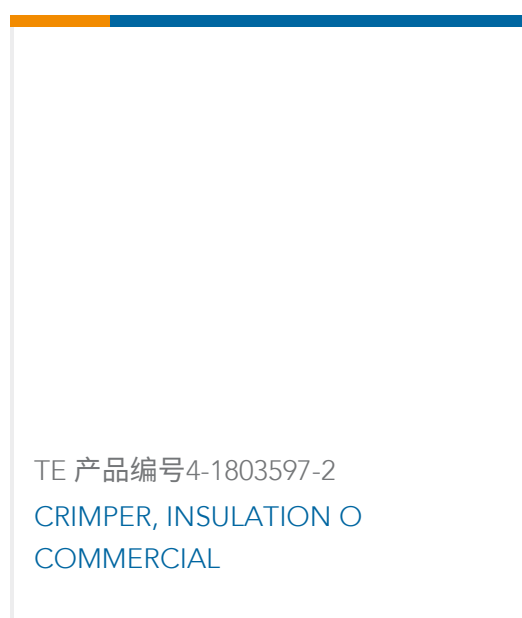 TE 产品编号4-1803597-2
CRIMPER, INSULATION O
COMMERCIAL